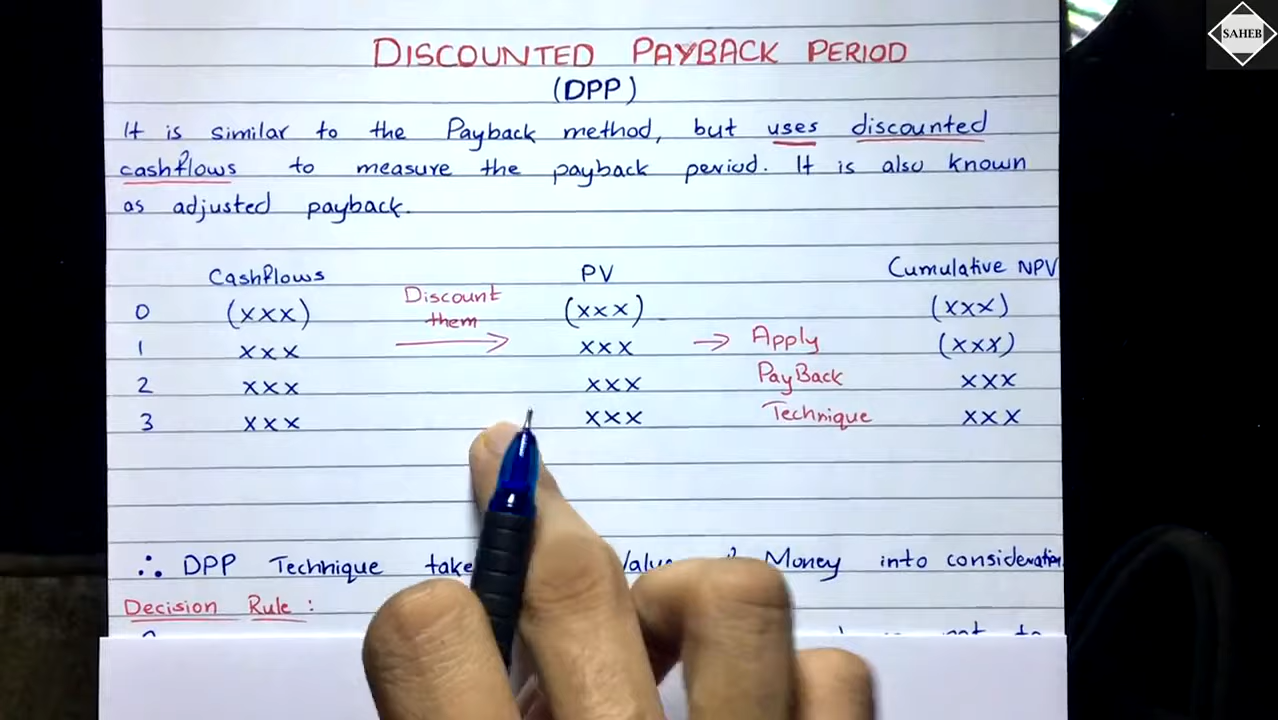 SAHEB
DISCOUNTED PAYBACK PERIOD
(DPP)
It is similar to the Payback method, but uses discounted
cashflows to measure the payback period. It is also known
as adjusted payback.
Cashflows PV Cumulative NPV
0 (xxx) Discount them (xxx) (xxx)
1 xxx → xxx → Apply (xxx)
2 xxx xxx PayBack xxx
3 xxx xxx Technique xxx
∴ DPP Technique take Value Money into consideration.
Decision Rule :